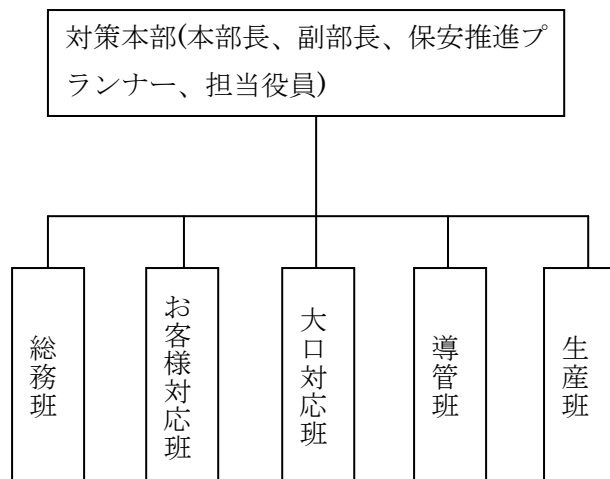 対策本部(本部長、副部長、保安推進プ
ランナー、担当役員)
総務班
お客様対応班
大口対応班
導管班
生産班